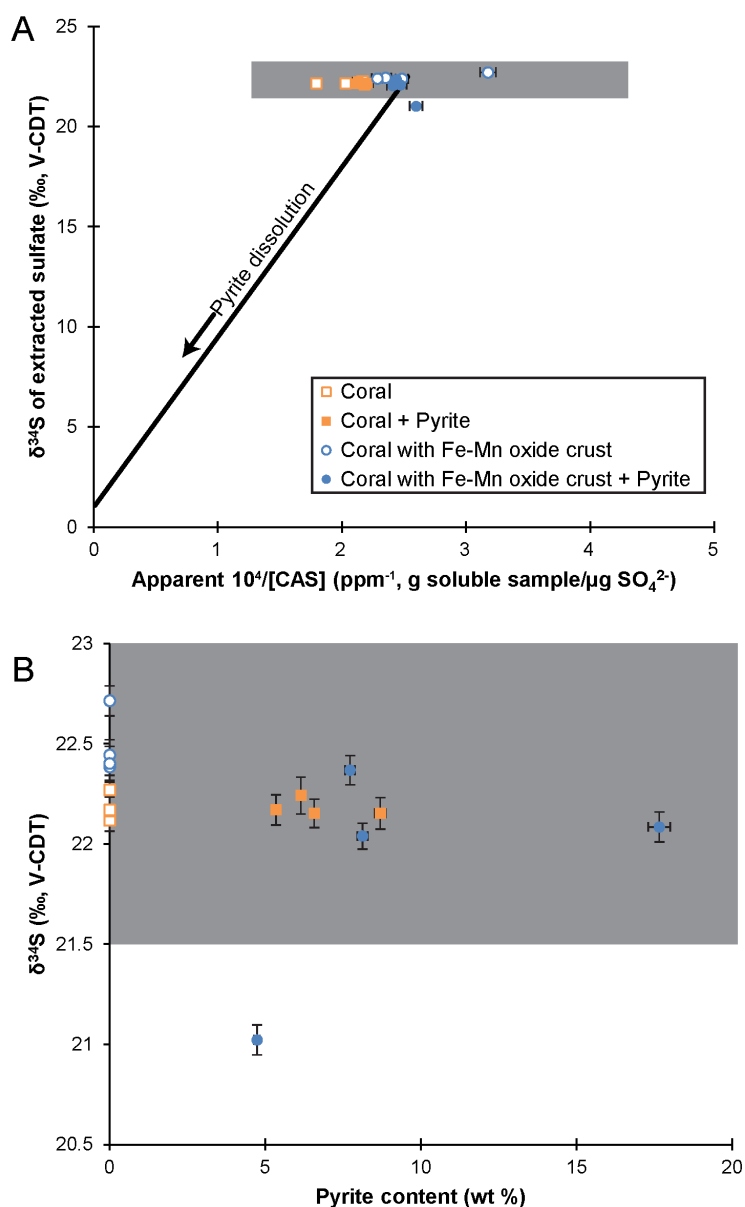 A
25
20
15
10
5
0
δ³⁴S of extracted sulfate (‰, V-CDT)
Pyrite dissolution
Coral
Coral + Pyrite
Coral with Fe-Mn oxide crust
Coral with Fe-Mn oxide crust + Pyrite
0 1 2 3 4 5
Apparent 10⁴/[CAS] (ppm⁻¹, g soluble sample/µg SO₄²⁻)
B
23
22.5
22
21.5
21
20.5
δ³⁴S (‰, V-CDT)
0 5 10 15 20
Pyrite content (wt %)